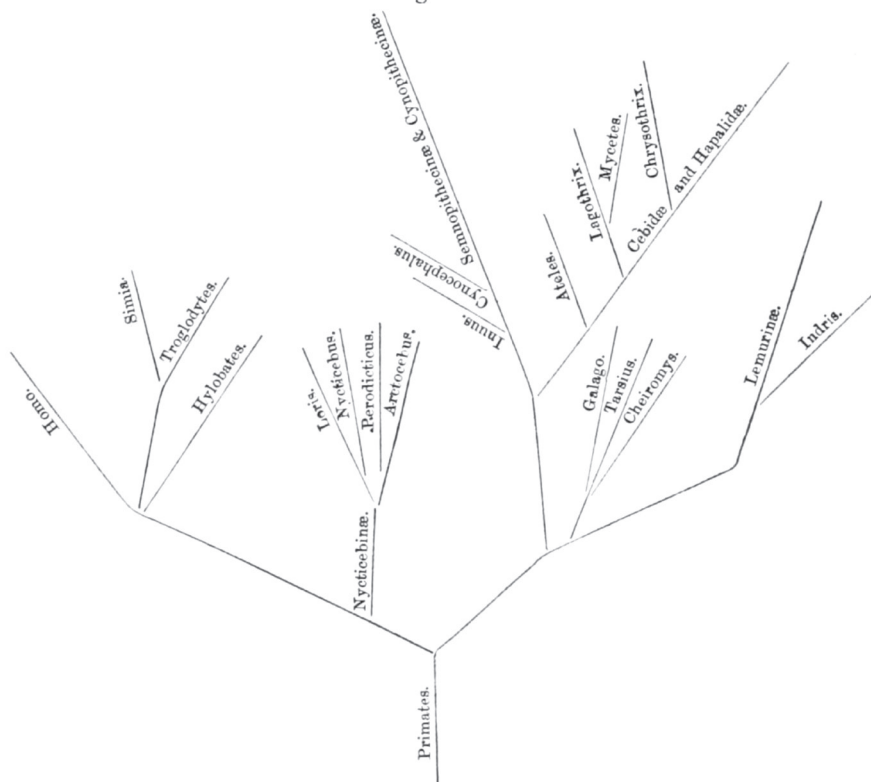 Semnopithecinæ & Cynopithecinæ.
Cynocephalus.
Inuus.
Ateles.
Lagothrix.
Mycetes.
Chrysothrix.
Cebidæ and Hapalidæ.
Simia.
Troglodytes.
Homo.
Hylobates.
Loris.
Nycticebus.
Perodicticus.
Arctocebus.
Galago.
Tarsius.
Cheiromys.
Lemurinæ.
Indris.
Nycticebinæ.
Primates.